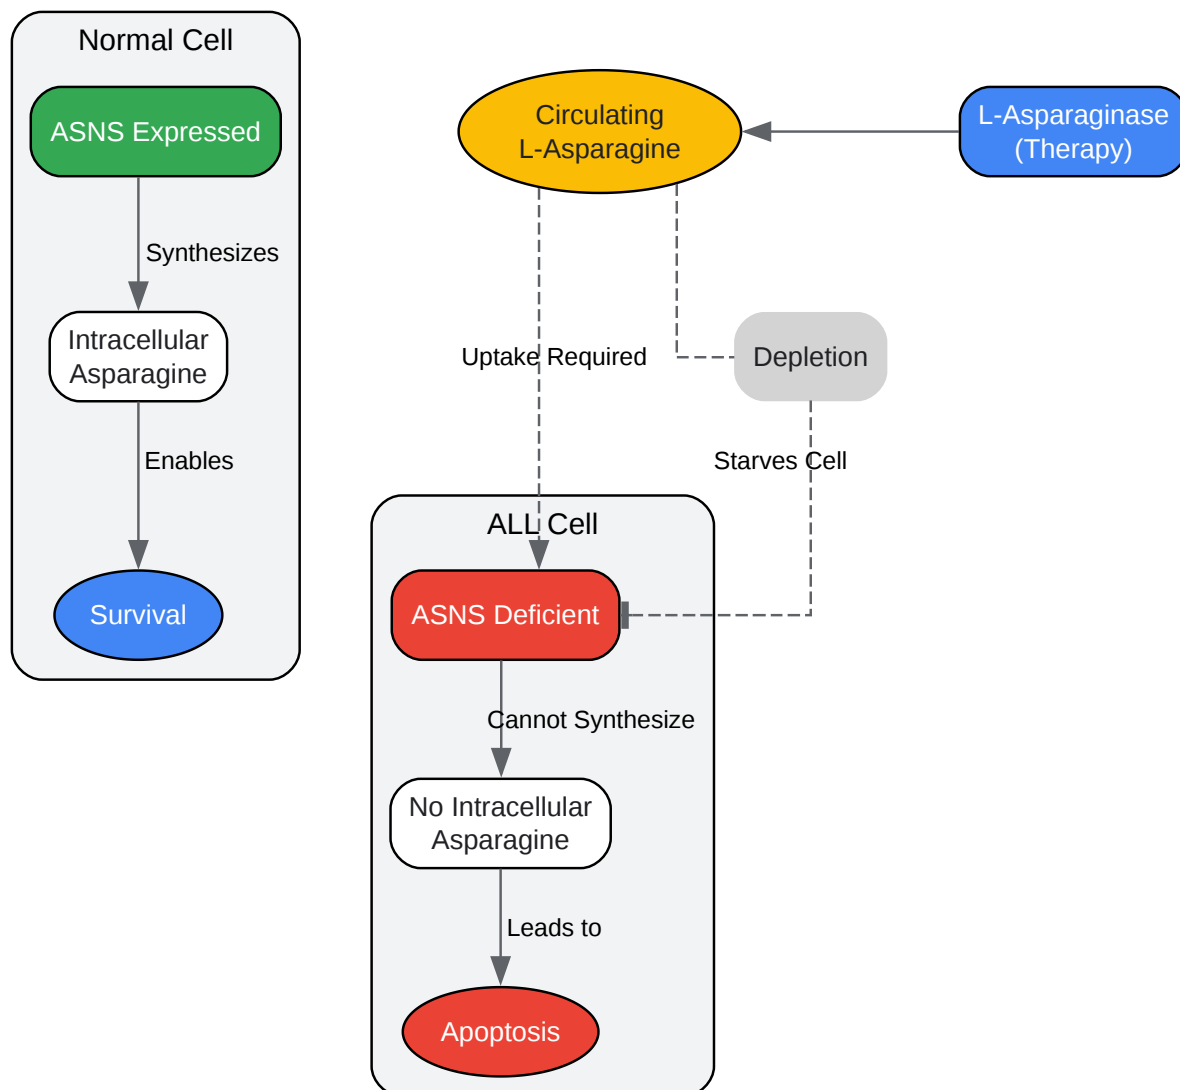 Normal Cell
ASNS Expressed
Synthesizes
Intracellular
Asparagine
Enables
Survival
Circulating
L-Asparagine
L-Asparaginase
(Therapy)
Uptake Required
Depletion
Starves Cell
ALL Cell
ASNS Deficient
Cannot Synthesize
No Intracellular
Asparagine
Leads to
Apoptosis